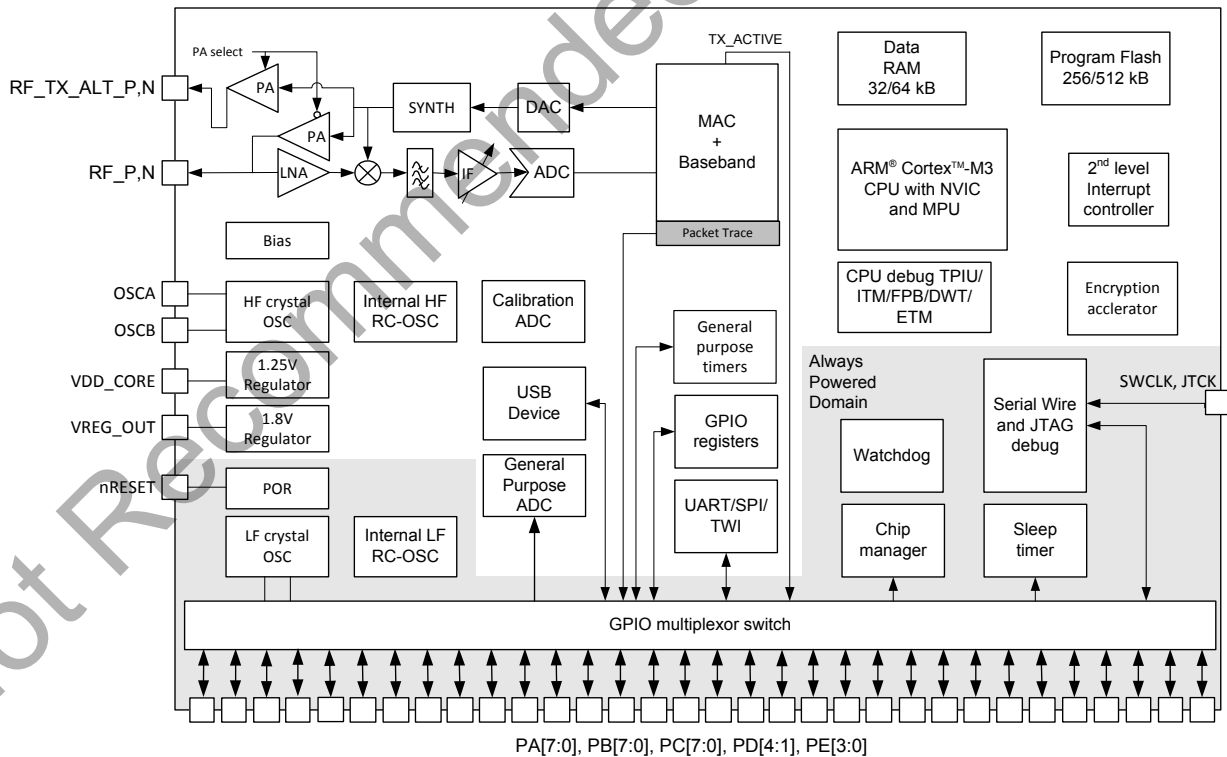 TX_ACTIVE
PA select
RF_TX_ALT_P,N
PA
SYNTH
DAC
PA
RF_P,N
LNA
IF
ADC
MAC
+
Baseband
Packet Trace
Data
RAM
32/64 kB
Program Flash
256/512 kB
ARM® Cortex™-M3
CPU with NVIC
and MPU
2nd level
Interrupt
controller
Bias
OSCA
OSCB
HF crystal
OSC
Internal HF
RC-OSC
Calibration
ADC
CPU debug TPIU/
ITM/FPB/DWT/
ETM
Encryption
acclerator
General
purpose
timers
VDD_CORE
1.25V
Regulator
VREG_OUT
1.8V
Regulator
USB
Device
GPIO
registers
Always
Powered
Domain
Serial Wire
and JTAG
debug
SWCLK, JTCK
Watchdog
nRESET
POR
General
Purpose
ADC
UART/SPI/
TWI
LF crystal
OSC
Internal LF
RC-OSC
Chip
manager
Sleep
timer
GPIO multiplexor switch
PA[7:0], PB[7:0], PC[7:0], PD[4:1], PE[3:0]
Not Recommended